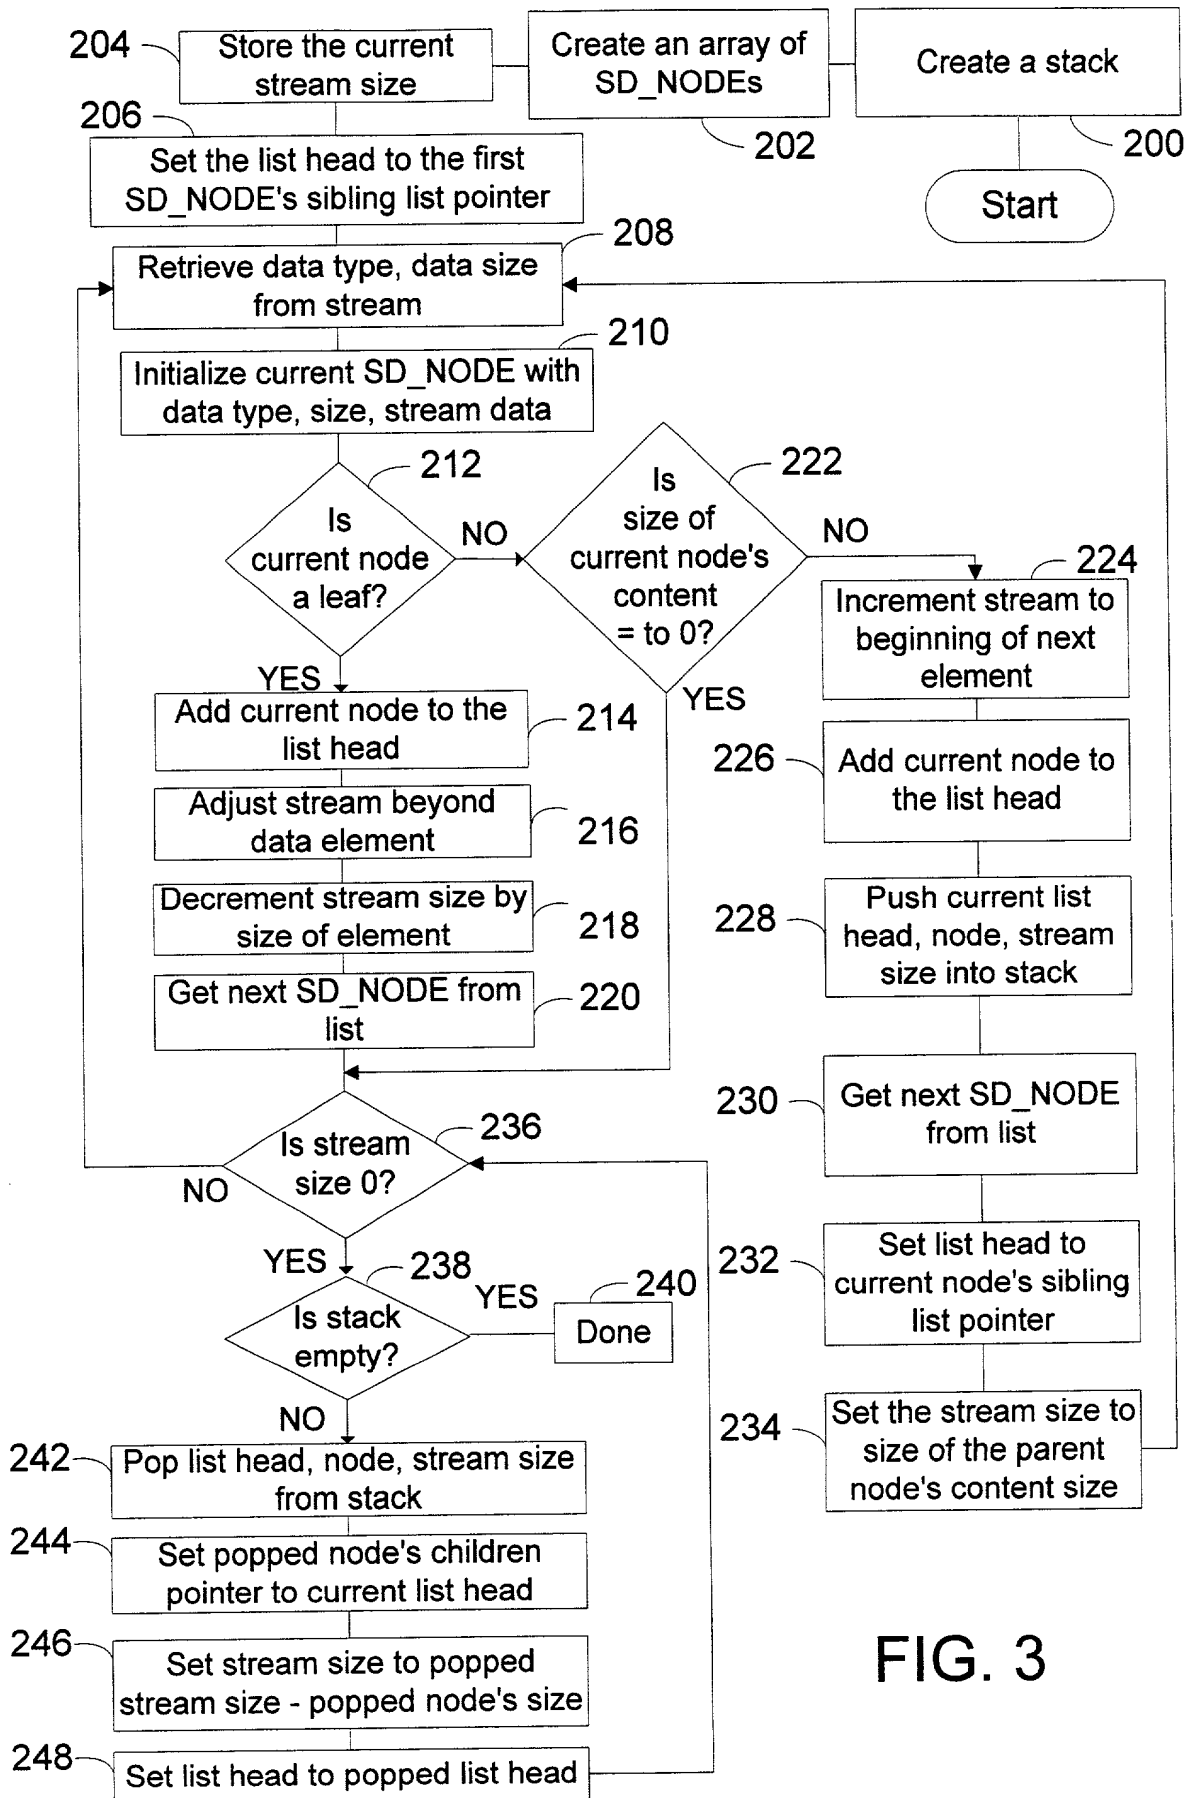 204
Store the current
stream size
Create an array of
SD_NODEs
202
Create a stack
200
Start
206
Set the list head to the first
SD_NODE's sibling list pointer
208
Retrieve data type, data size
from stream
210
Initialize current SD_NODE with
data type, size, stream data
212
Is
current node
a leaf?
NO
YES
222
Is
size of
current node's
content
= to 0?
NO
YES
224
Increment stream to
beginning of next
element
214
Add current node to the
list head
216
Adjust stream beyond
data element
218
Decrement stream size by
size of element
220
Get next SD_NODE from
list
226
Add current node to
the list head
228
Push current list
head, node, stream
size into stack
230
Get next SD_NODE
from list
232
Set list head to
current node's sibling
list pointer
234
Set the stream size to
size of the parent
node's content size
236
Is stream
size 0?
NO
YES
238
Is stack
empty?
YES
240
Done
NO
242
Pop list head, node, stream size
from stack
244
Set popped node's children
pointer to current list head
246
Set stream size to popped
stream size - popped node's size
248
Set list head to popped list head
FIG. 3